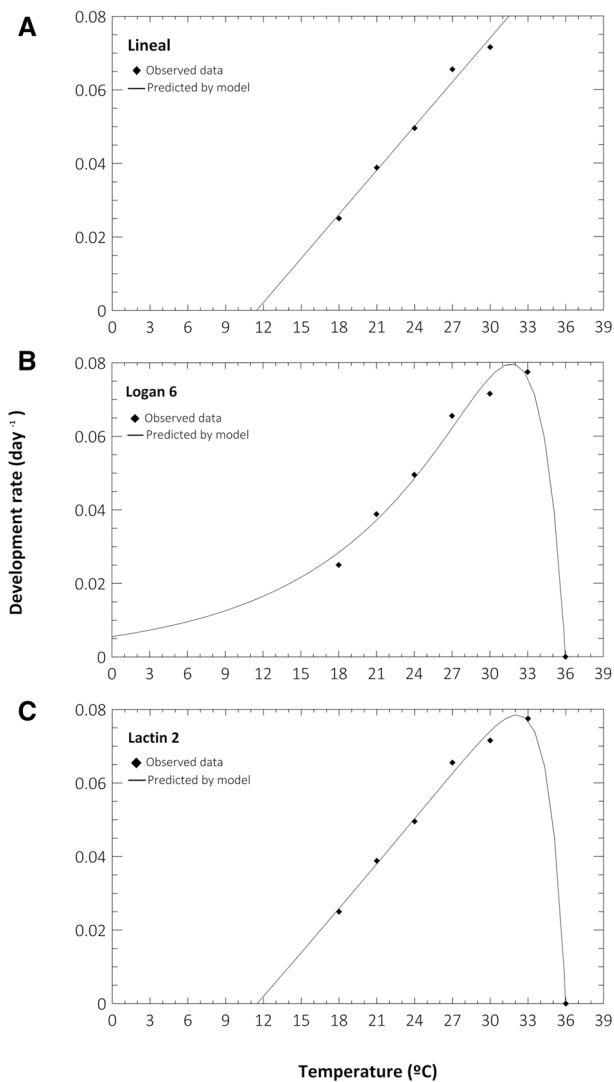 A
Lineal
Observed data
Predicted by model
0.08
0.06
0.04
0.02
0
0 3 6 9 12 15 18 21 24 27 30 33 36 39
B
Logan 6
Observed data
Predicted by model
0.08
0.06
0.04
0.02
0
0 3 6 9 12 15 18 21 24 27 30 33 36 39
Development rate (day -1)
C
Lactin 2
Observed data
Predicted by model
0.08
0.06
0.04
0.02
0
0 3 6 9 12 15 18 21 24 27 30 33 36 39
Temperature (ºC)